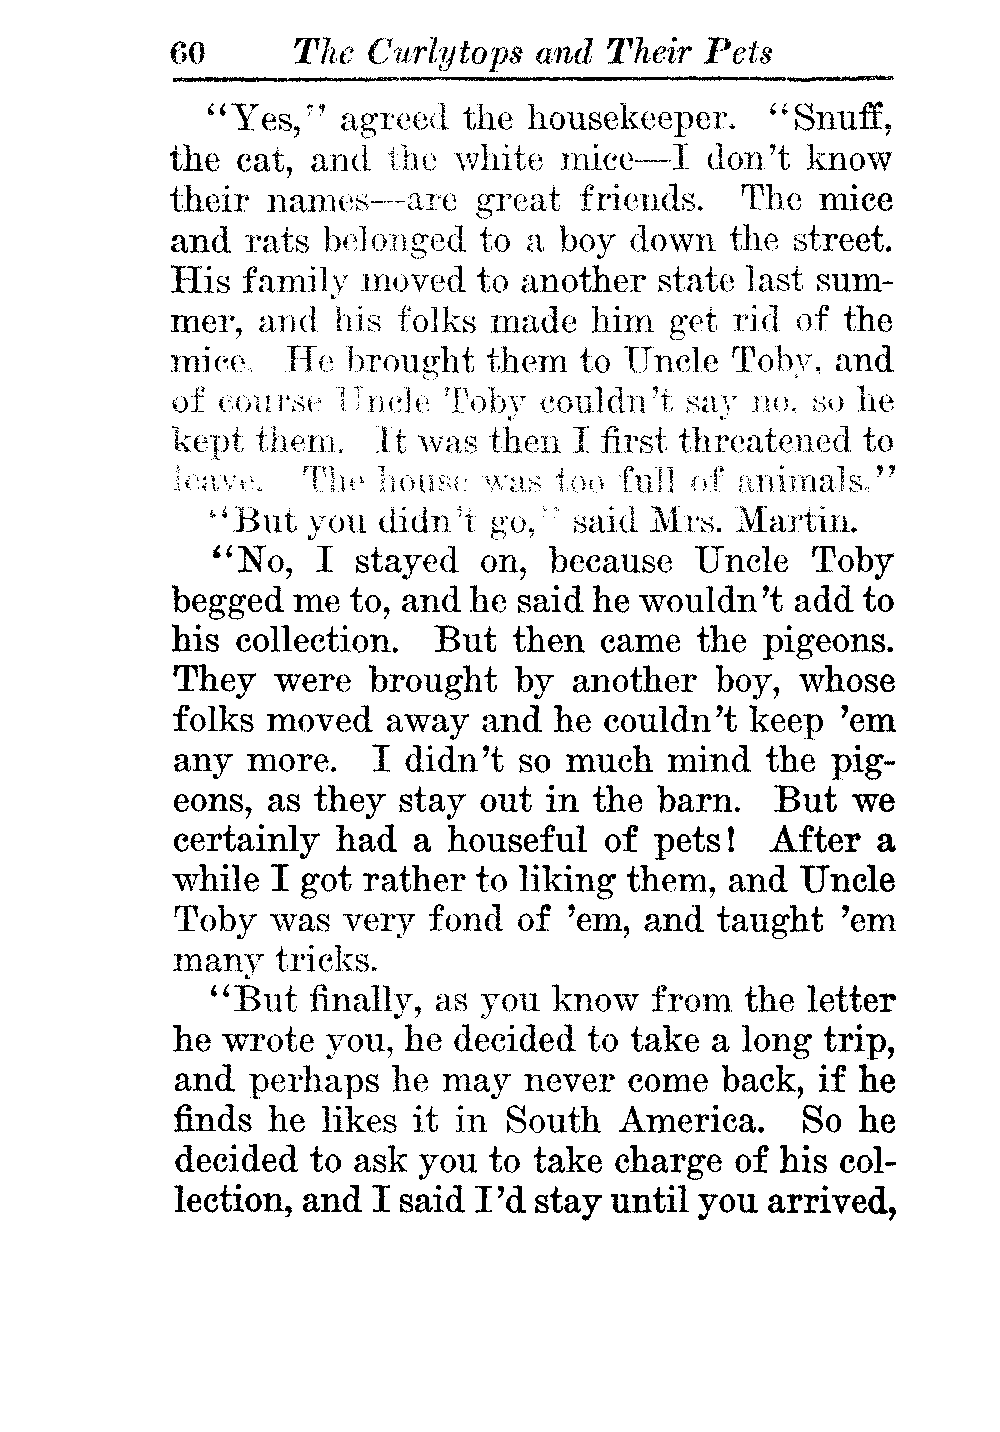 60 The Curlytops and Their Pets
"Yes," agreed the housekeeper. "Snuff,
the cat, and the white mice—I don't know
their names—are great friends. The mice
and rats belonged to a boy down the street.
His family moved to another state last sum-
mer, and his folks made him get rid of the
mice. He brought them to Uncle Toby, and
of course Uncle Toby couldn't say no, so he
kept them. It was then I first threatened to
leave. The house was too full of animals."
"But you didn't go," said Mrs. Martin.
"No, I stayed on, because Uncle Toby
begged me to, and he said he wouldn't add to
his collection. But then came the pigeons.
They were brought by another boy, whose
folks moved away and he couldn't keep 'em
any more. I didn't so much mind the pig-
eons, as they stay out in the barn. But we
certainly had a houseful of pets! After a
while I got rather to liking them, and Uncle
Toby was very fond of 'em, and taught 'em
many tricks.
"But finally, as you know from the letter
he wrote you, he decided to take a long trip,
and perhaps he may never come back, if he
finds he likes it in South America. So he
decided to ask you to take charge of his col-
lection, and I said I'd stay until you arrived,